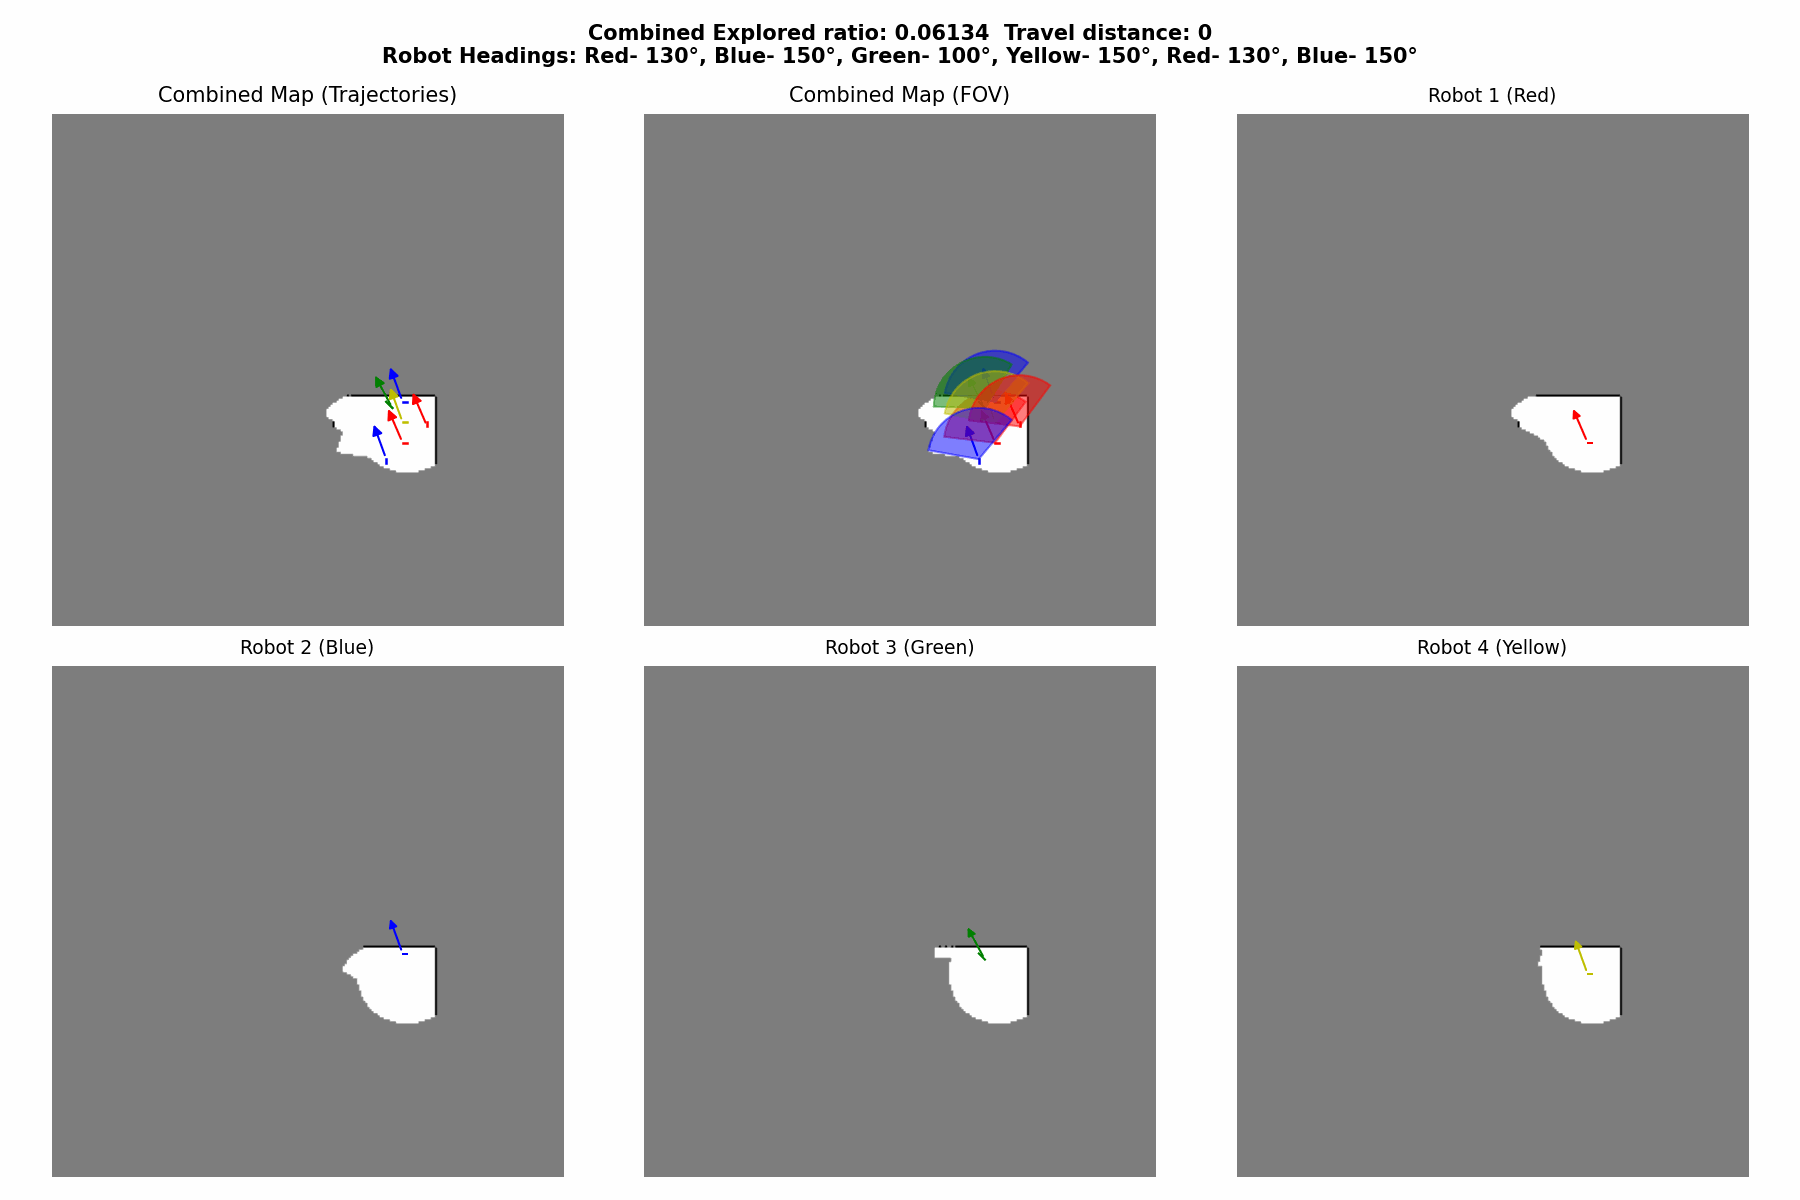 Combined Explored ratio: 0.06134  Travel distance: 0
Robot Headings: Red- 130°, Blue- 150°, Green- 100°, Yellow- 150°, Red- 130°, Blue- 150°
Combined Map (Trajectories)
Combined Map (FOV)
Robot 1 (Red)
Robot 2 (Blue)
Robot 3 (Green)
Robot 4 (Yellow)